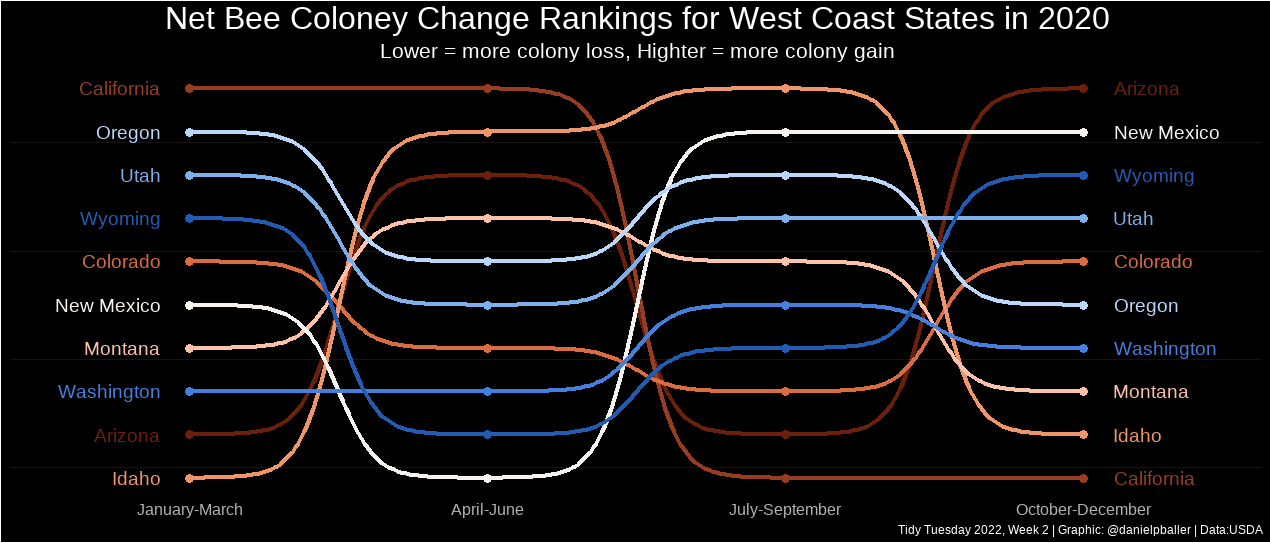 Net Bee Coloney Change Rankings for West Coast States in 2020
Lower = more colony loss, Highter = more colony gain
California
Arizona
Oregon
New Mexico
Utah
Wyoming
Wyoming
Utah
Colorado
Colorado
New Mexico
Oregon
Montana
Washington
Washington
Montana
Arizona
Idaho
Idaho
California
January-March
April-June
July-September
October-December
Tidy Tuesday 2022, Week 2 | Graphic: @danielpballer | Data:USDA